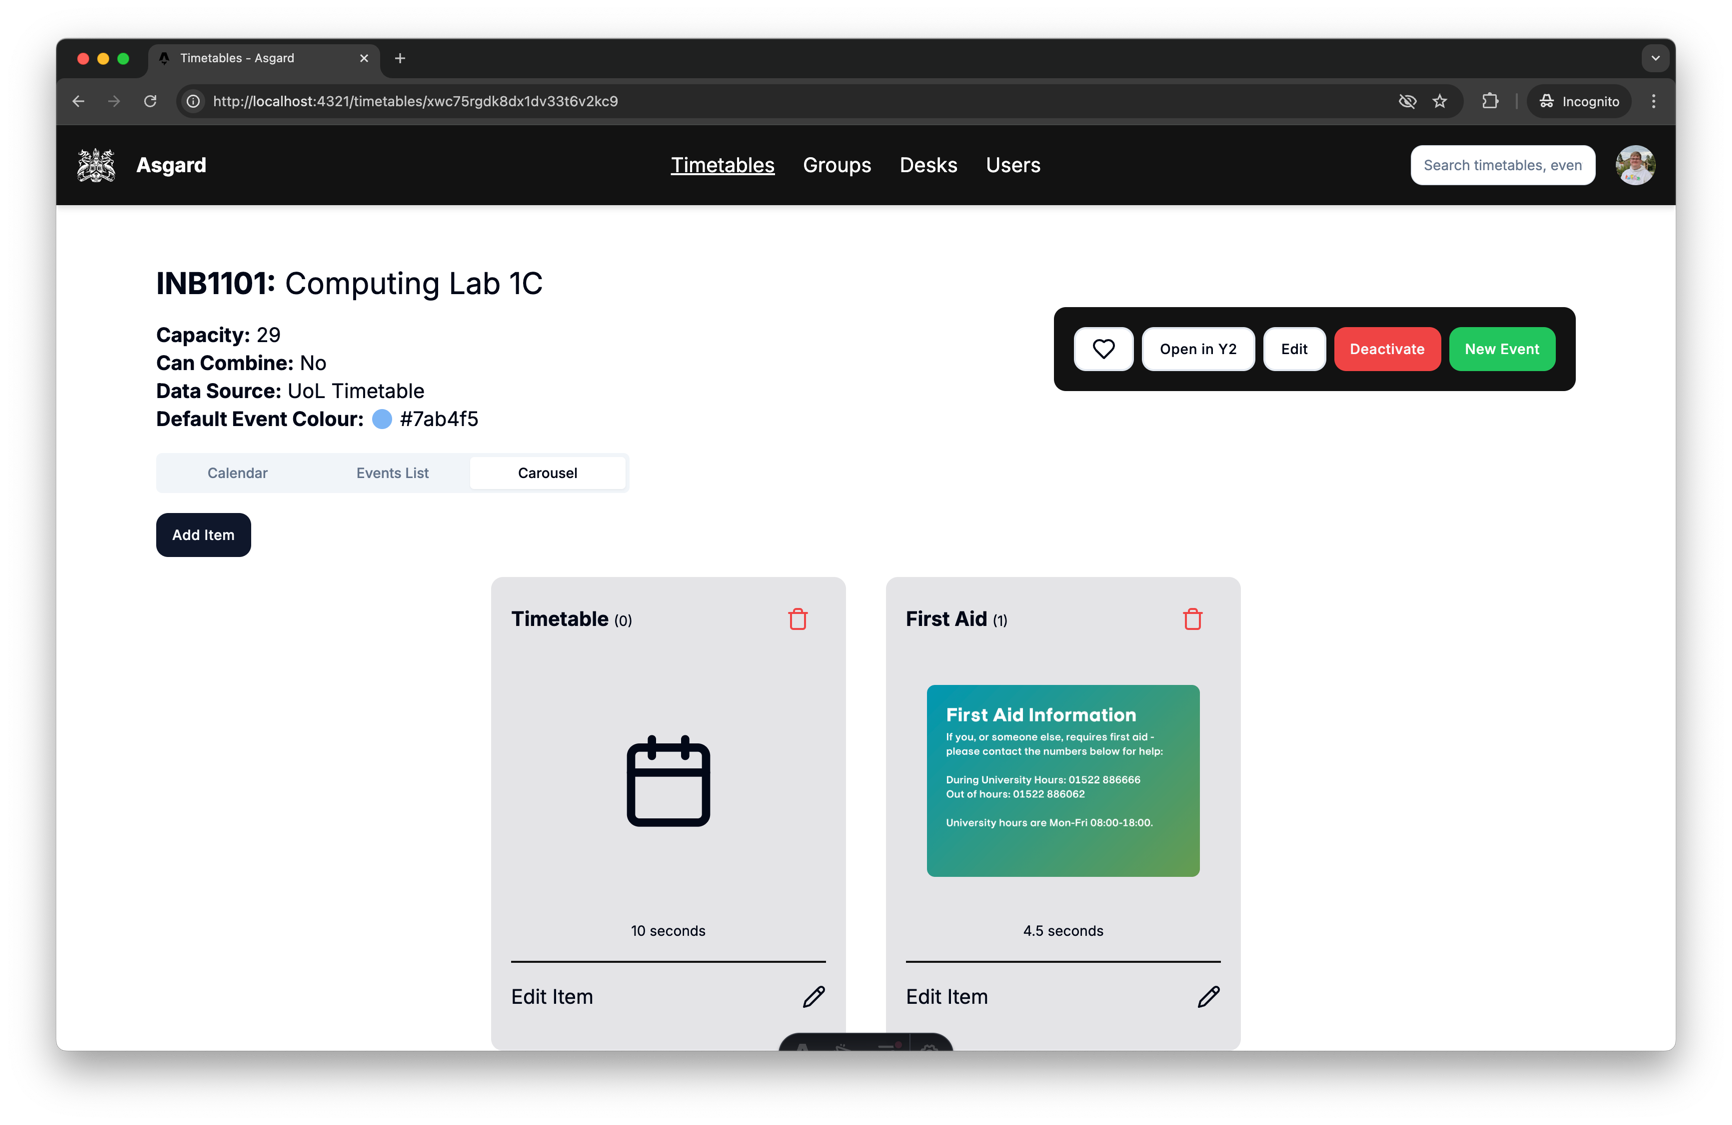 Timetables - Asgard
http://localhost:4321/timetables/xwc75rgdk8dx1dv33t6v2kc9
Incognito
Asgard
Timetables
Groups
Desks
Users
Search timetables, even
INB1101: Computing Lab 1C
Capacity: 29
Can Combine: No
Data Source: UoL Timetable
Default Event Colour: #7ab4f5
Open in Y2
Edit
Deactivate
New Event
Calendar
Events List
Carousel
Add Item
Timetable (0)
10 seconds
Edit Item
First Aid (1)
First Aid Information
If you, or someone else, requires first aid -
please contact the numbers below for help:
During University Hours: 01522 886666
Out of hours: 01522 886062
University hours are Mon-Fri 08:00-18:00.
4.5 seconds
Edit Item